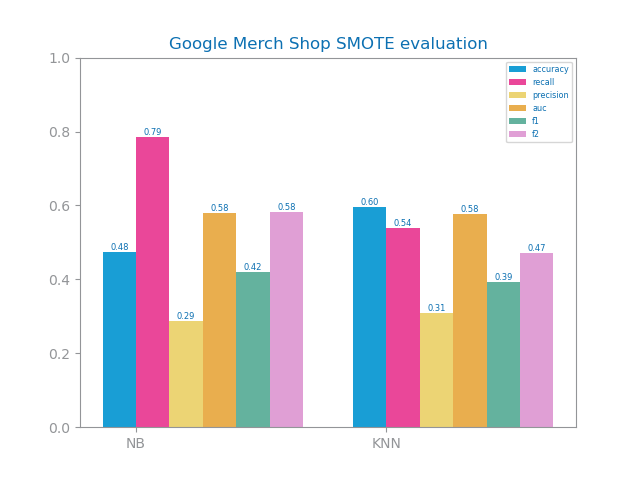 Google Merch Shop SMOTE evaluation
1.0
0.8
0.6
0.4
0.2
0.0
accuracy
recall
precision
auc
f1
f2
0.48
0.79
0.29
0.58
0.42
0.58
0.60
0.54
0.31
0.58
0.39
0.47
NB
KNN